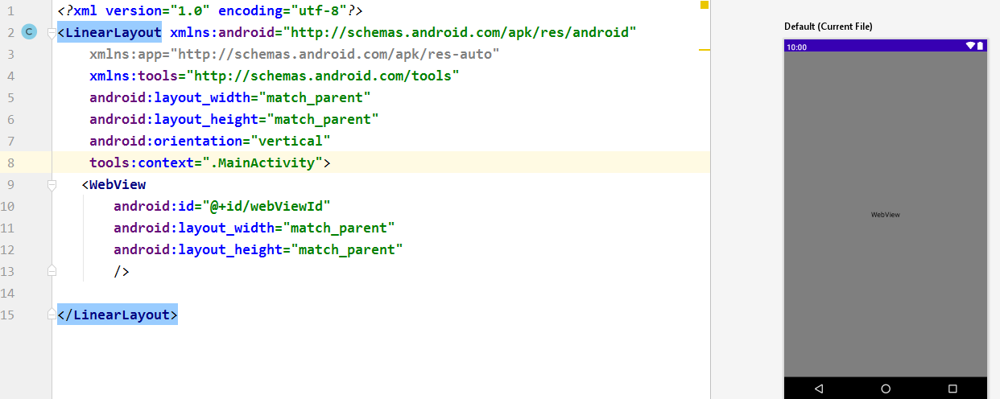 1 <?xml version="1.0" encoding="utf-8"?>
2 C <LinearLayout xmlns:android="http://schemas.android.com/apk/res/android"
3 xmlns:app="http://schemas.android.com/apk/res-auto"
4 xmlns:tools="http://schemas.android.com/tools"
5 android:layout_width="match_parent"
6 android:layout_height="match_parent"
7 android:orientation="vertical"
8 tools:context=".MainActivity">
9 <WebView
10 android:id="@+id/webViewId"
11 android:layout_width="match_parent"
12 android:layout_height="match_parent"
13 />
14
15 </LinearLayout>
Default (Current File)
10:00
WebView